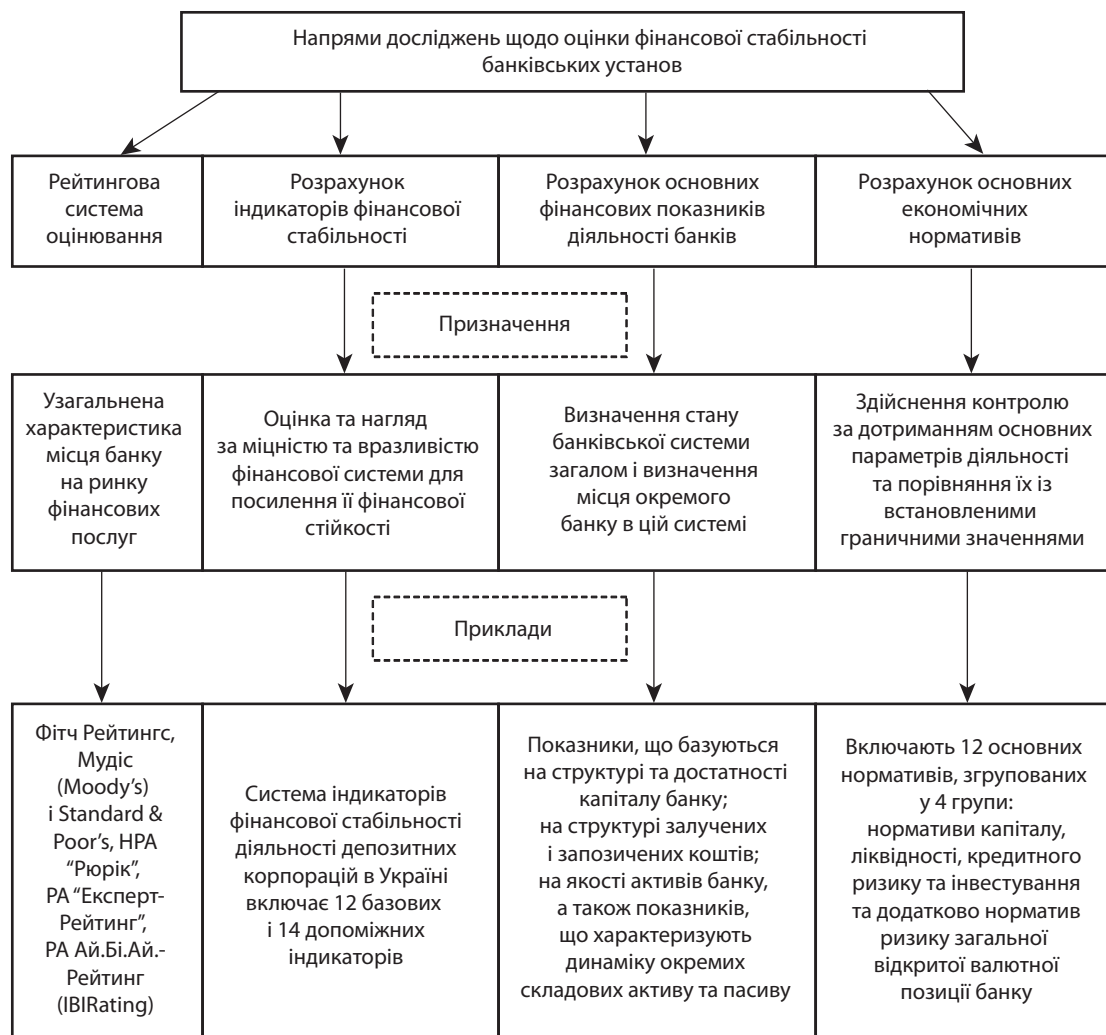 Напрями досліджень щодо оцінки фінансової стабільності
банківських установ
Рейтингова
система
оцінювання
Розрахунок
індикаторів фінансової
стабільності
Розрахунок основних
фінансових показників
діяльності банків
Розрахунок основних
економічних
нормативів
Призначення
Узагальнена
характеристика
місця банку
на ринку
фінансових
послуг
Оцінка та нагляд
за міцністю та вразливістю
фінансової системи для
посилення її фінансової
стійкості
Визначення стану
банківської системи
загалом і визначення
місця окремого
банку в цій системі
Здійснення контролю
за дотриманням основних
параметрів діяльності
та порівняння їх із
встановленими
граничними значеннями
Приклади
Фітч Рейтингс,
Мудіс
(Moody’s)
і Standard &
Poor’s, НРА
“Рюрік”,
РА “Експерт-
Рейтинг”,
РА Ай.Бі.Ай.-
Рейтинг
(IBIRating)
Система індикаторів
фінансової стабільності
діяльності депозитних
корпорацій в Україні
включає 12 базових
і 14 допоміжних
індикаторів
Показники, що базуються
на структурі та достатності
капіталу банку;
на структурі залучених
і запозичених коштів;
на якості активів банку,
а також показників,
що характеризують
динаміку окремих
складових активу та пасиву
Включають 12 основних
нормативів, згрупованих
у 4 групи:
нормативи капіталу,
ліквідності, кредитного
ризику та інвестування
та додатково норматив
ризику загальної
відкритої валютної
позиції банку